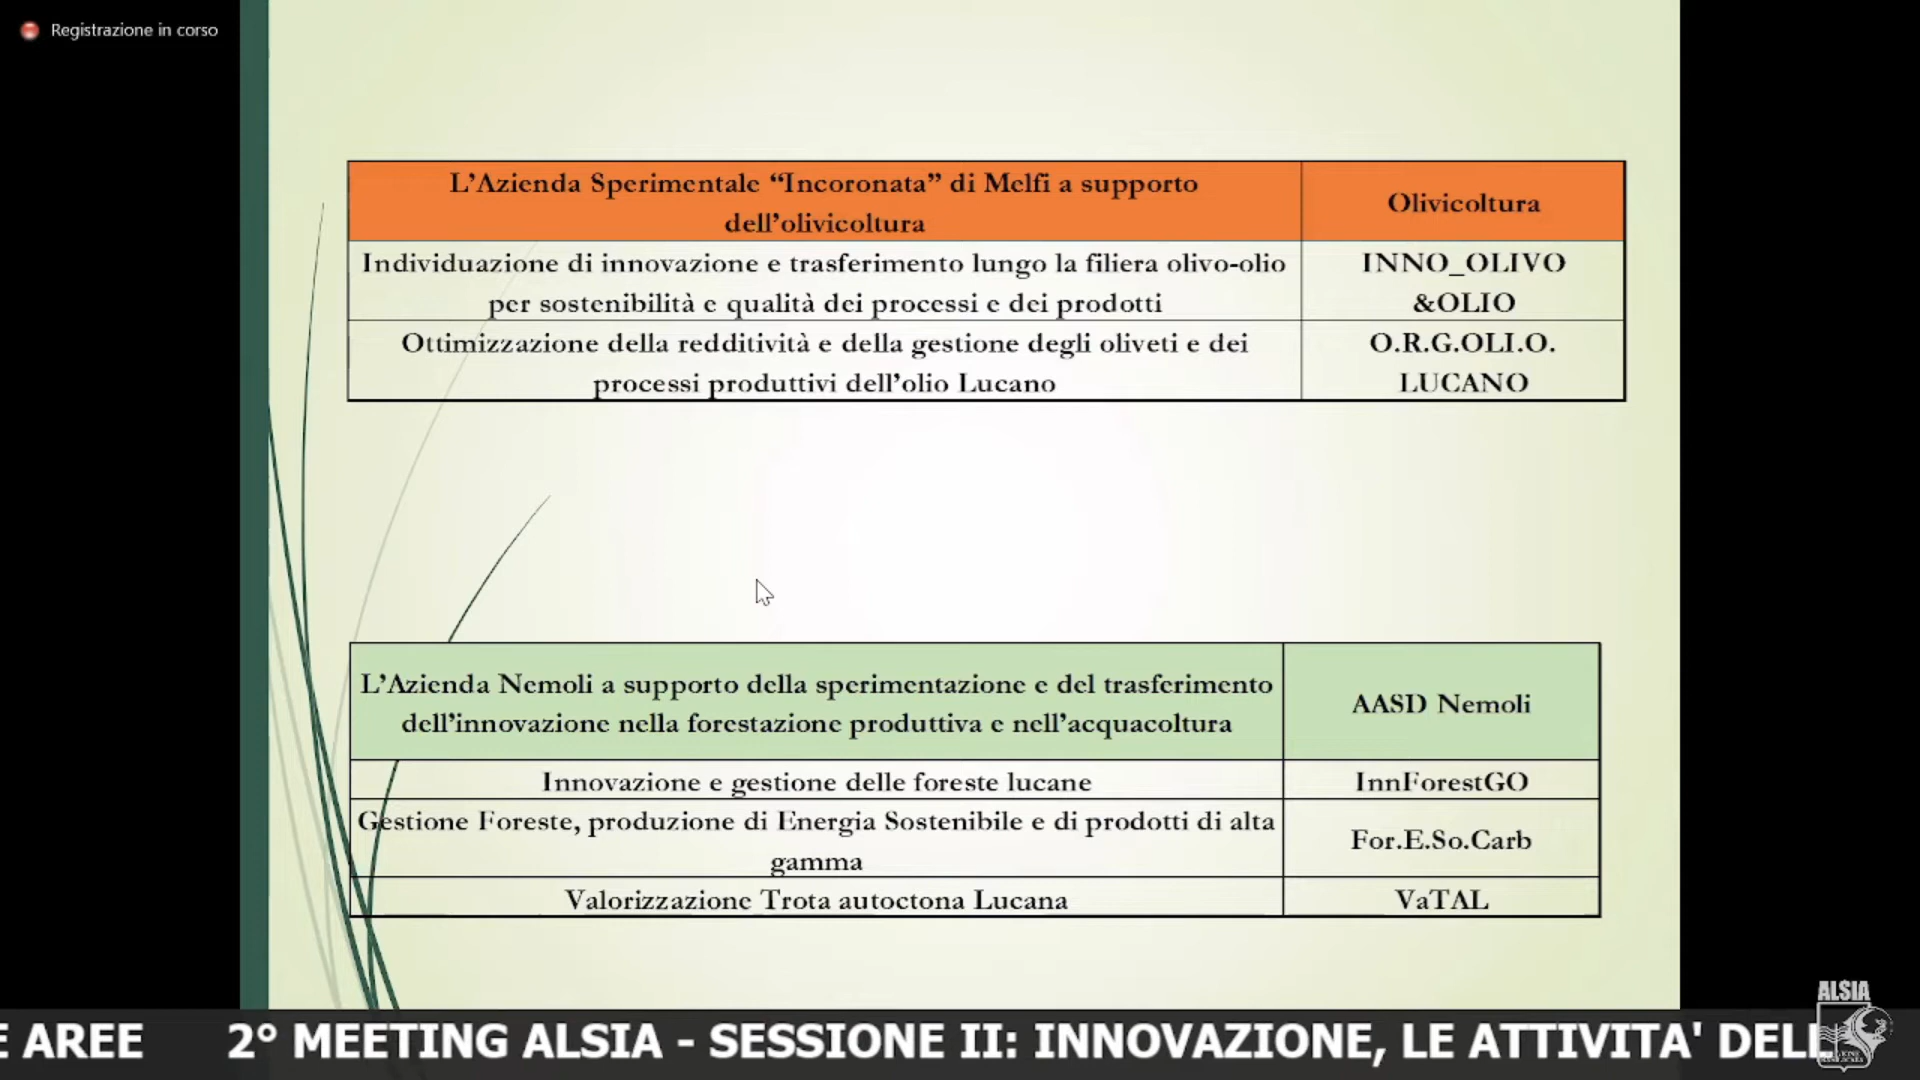 Registrazione in corso
L'Azienda Sperimentale “Incoronata” di Melfi a supporto
dell'olivicoltura
Olivicoltura
Individuazione di innovazione e trasferimento lungo la filiera olivo-olio
per sostenibilità e qualità dei processi e dei prodotti
INNO_OLIVO
&OLIO
Ottimizzazione della redditività e della gestione degli oliveti e dei
processi produttivi dell'olio Lucano
O.R.G.OLI.O.
LUCANO
L'Azienda Nemoli a supporto della sperimentazione e del trasferimento
dell'innovazione nella forestazione produttiva e nell'acquacoltura
AASD Nemoli
Innovazione e gestione delle foreste lucane
InnForestGO
Gestione Foreste, produzione di Energia Sostenibile e di prodotti di alta
gamma
For.E.So.Carb
Valorizzazione Trota autoctona Lucana
VaTAL
ALSIA
E AREE 2° MEETING ALSIA - SESSIONE II: INNOVAZIONE, LE ATTIVITA' DELL